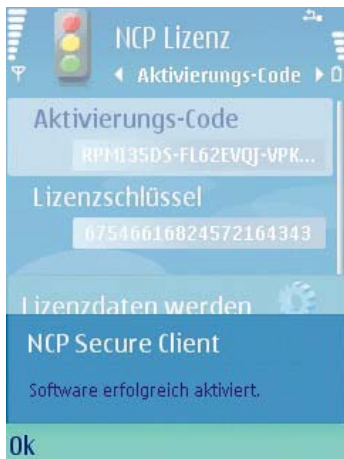 NCP Lizenz
Aktivierungs-Code
Aktivierungs-Code
RPMI35DS-FL62EVQJ-VPK...
Lizenzschlüssel
67546616824572164343
Lizenzdaten werden
NCP Secure Client
Software erfolgreich aktiviert.
Ok